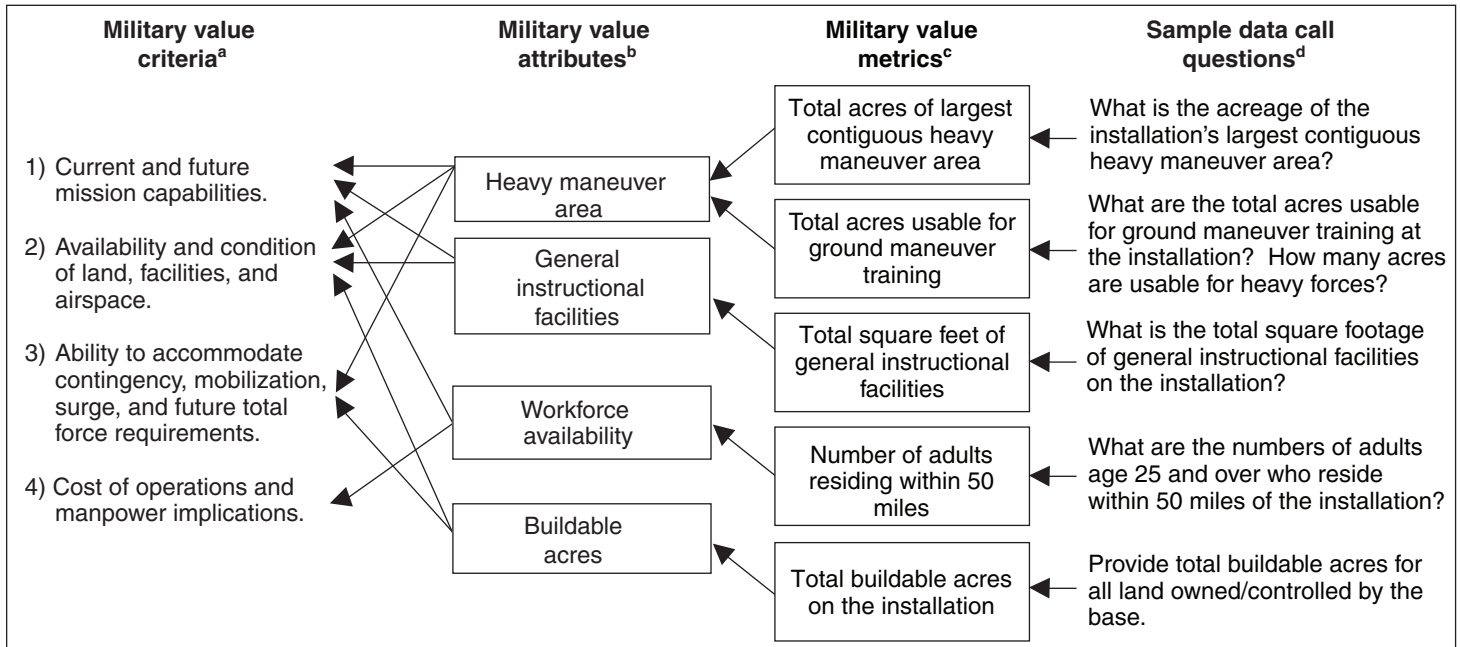 Military value
criteriaa
Military value
attributesb
Military value
metricsc
Sample data call
questionsd
1) Current and future
mission capabilities.
2) Availability and condition
of land, facilities, and
airspace.
3) Ability to accommodate
contingency, mobilization,
surge, and future total
force requirements.
4) Cost of operations and
manpower implications.
Heavy maneuver
area
General
instructional
facilities
Workforce
availability
Buildable
acres
Total acres of largest
contiguous heavy
maneuver area
Total acres usable for
ground maneuver
training
Total square feet of
general instructional
facilities
Number of adults
residing within 50
miles
Total buildable acres
on the installation
What is the acreage of the
installation's largest contiguous
heavy maneuver area?
What are the total acres usable
for ground maneuver training at
the installation?  How many acres
are usable for heavy forces?
What is the total square footage
of general instructional facilities
on the installation?
What are the numbers of adults
age 25 and over who reside
within 50 miles of the installation?
Provide total buildable acres for
all land owned/controlled by the
base.